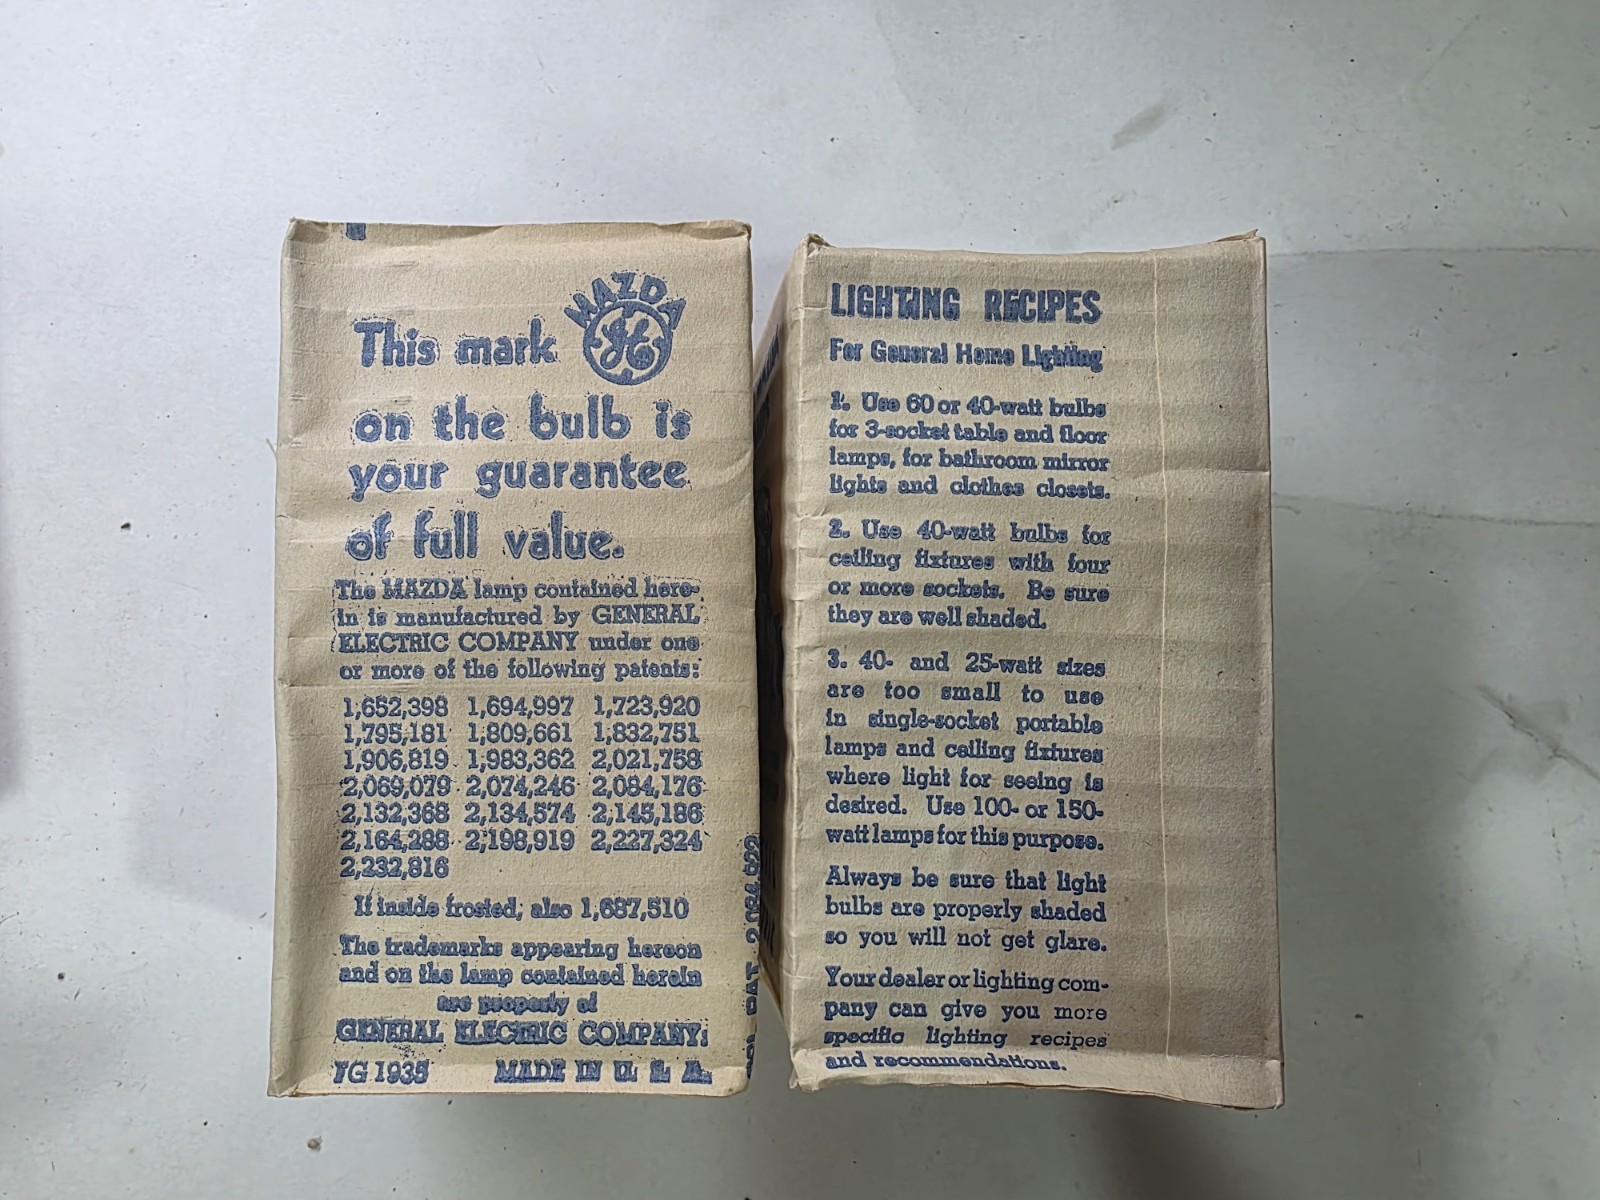 MAZDA
GE
This mark
on the bulb is
your guarantee
of full value.
The MAZDA lamp contained here-
in is manufactured by GENERAL
ELECTRIC COMPANY under one
or more of the following patents:
1,652,398 1,694,997 1,723,920
1,795,181 1,809,661 1,832,751
1,906,819 1,983,362 2,021,758
2,069,079 2,074,246 2,084,176
2,132,368 2,134,574 2,145,186
2,164,288 2,198,919 2,227,324
2,232,816
If inside frosted, also 1,687,510
The trademarks appearing hereon
and on the lamp contained herein
are property of
GENERAL ELECTRIC COMPANY:
FG 1935 MADE IN U. S. A.
LIGHTING RECIPES
For General Home Lighting
1. Use 60 or 40-watt bulbs
for 3-socket table and floor
lamps, for bathroom mirror
lights and clothes closets.
2. Use 40-watt bulbs for
ceiling fixtures with four
or more sockets. Be sure
they are well shaded.
3. 40- and 25-watt sizes
are too small to use
in single-socket portable
lamps and ceiling fixtures
where light for seeing is
desired. Use 100- or 150-
watt lamps for this purpose.
Always be sure that light
bulbs are properly shaded
so you will not get glare.
Your dealer or lighting com-
pany can give you more
specific lighting recipes
and recommendations.